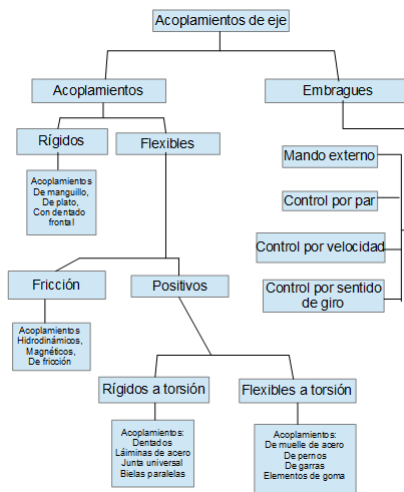 Acoplamientos de eje
Acoplamientos
Embragues
Rígidos
Flexibles
Mando externo
Acoplamientos
De manguillo,
De plato,
Con dentado
frontal
Control por par
Control por velocidad
Fricción
Positivos
Control por sentido
de giro
Acoplamientos
Hidrodinámicos,
Magnéticos,
De fricción
Rígidos a torsión
Flexibles a torsión
Acoplamientos:
Dentados
Láiminas de acero
Junta universal
Bielas paralelas
Acoplamientos:
De muelle de acero
De pernos
De garras
Elementos de goma